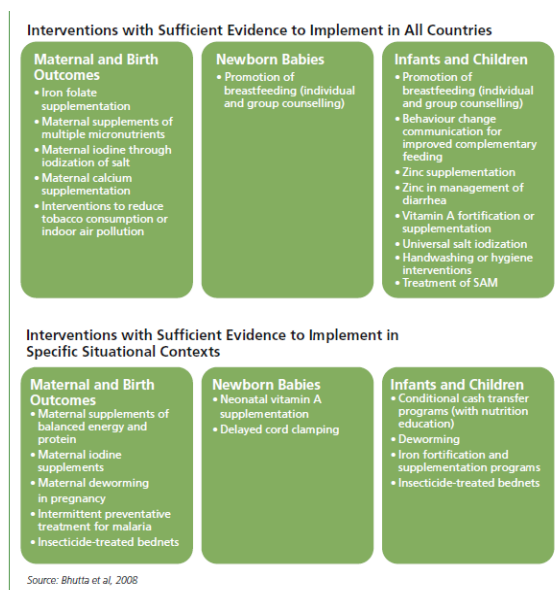 Interventions with Sufficient Evidence to Implement in All Countries
Maternal and Birth
Outcomes
• Iron folate
supplementation
• Maternal supplements of
multiple micronutrients
• Maternal iodine through
iodization of salt
• Maternal calcium
supplementation
• Interventions to reduce
tobacco consumption or
indoor air pollution
Newborn Babies
• Promotion of
breastfeeding (individual
and group counselling)
Infants and Children
• Promotion of
breastfeeding (individual
and group counselling)
• Behaviour change
communication for
improved complementary
feeding
• Zinc supplementation
• Zinc in management of
diarrhea
• Vitamin A fortification or
supplementation
• Universal salt iodization
• Handwashing or hygiene
interventions
• Treatment of SAM
Interventions with Sufficient Evidence to Implement in
Specific Situational Contexts
Maternal and Birth
Outcomes
• Maternal supplements of
balanced energy and
protein
• Maternal iodine
supplements
• Maternal deworming
in pregnancy
• Intermittent preventative
treatment for malaria
• Insecticide-treated bednets
Newborn Babies
• Neonatal vitamin A
supplementation
• Delayed cord clamping
Infants and Children
• Conditional cash transfer
programs (with nutrition
education)
• Deworming
• Iron fortification and
supplementation programs
• Insecticide-treated bednets
Source: Bhutta et al, 2008